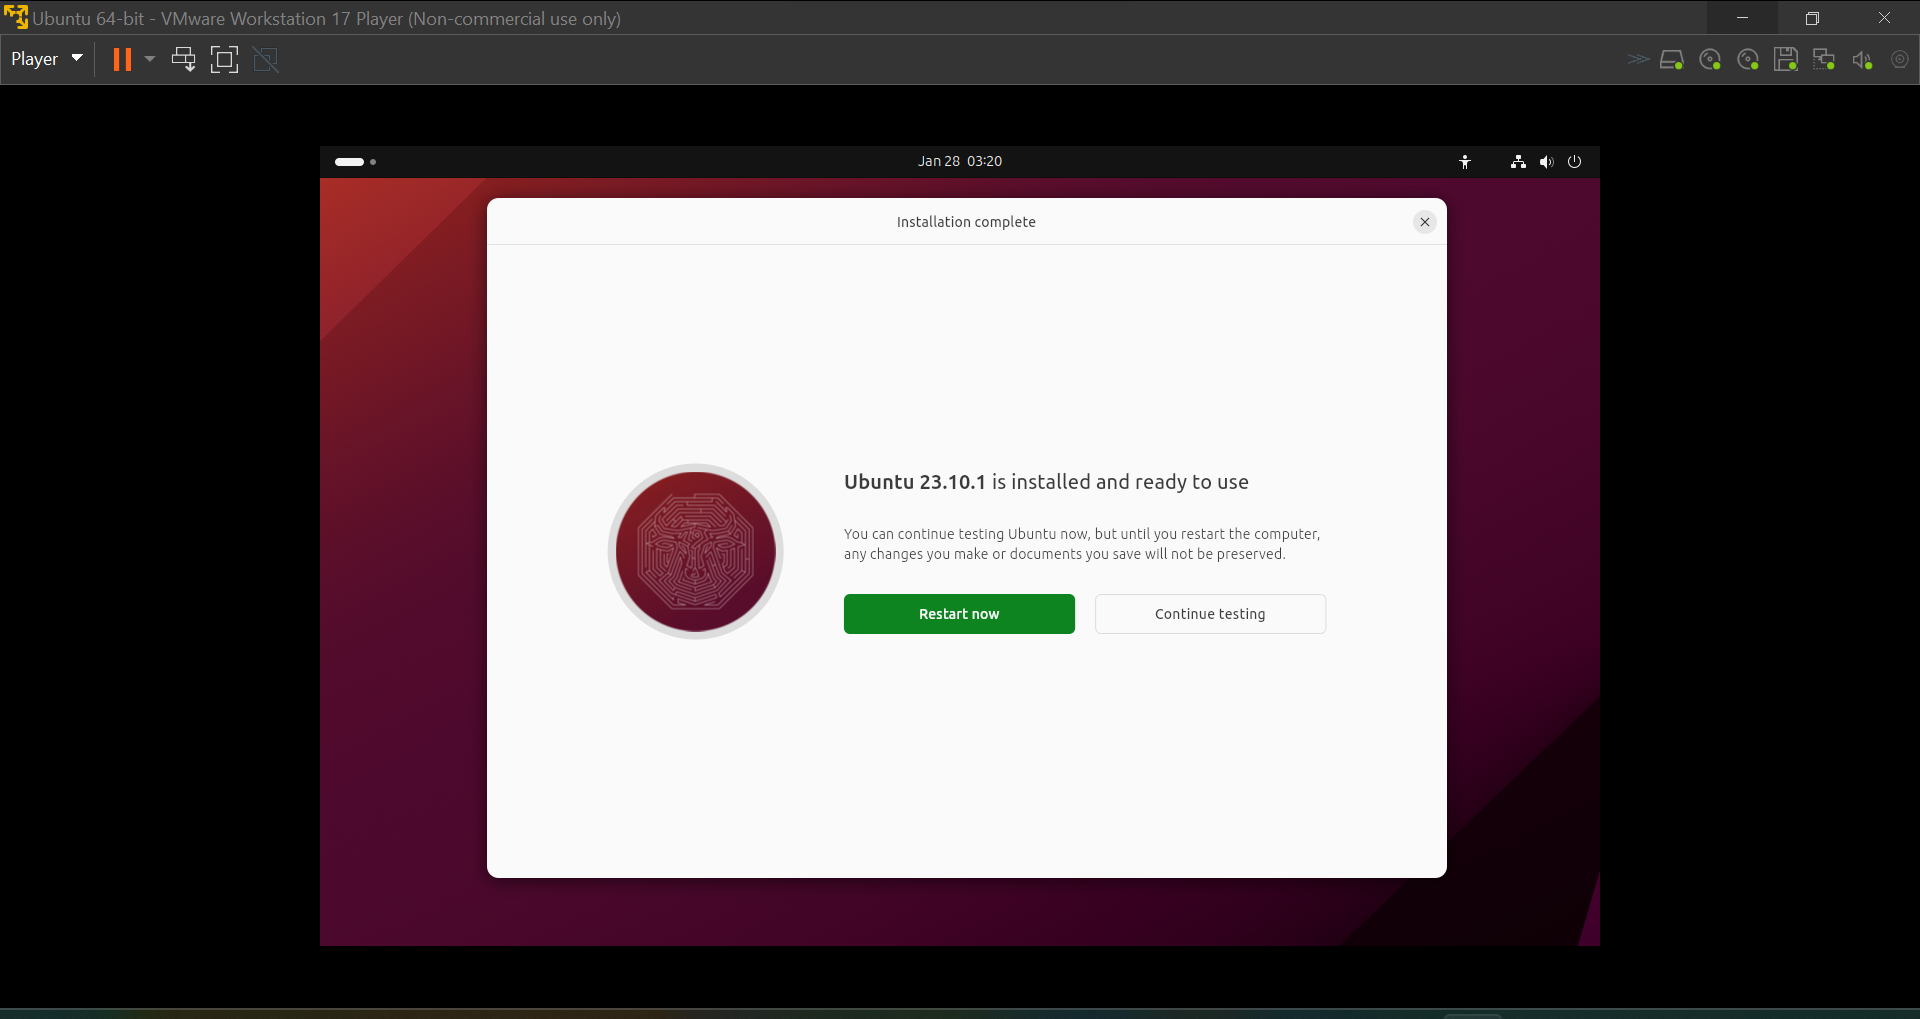 Ubuntu 64-bit - VMware Workstation 17 Player (Non-commercial use only)
Player
Jan 28 03:20
Installation complete
Ubuntu 23.10.1 is installed and ready to use
You can continue testing Ubuntu now, but until you restart the computer,
any changes you make or documents you save will not be preserved.
Restart now
Continue testing